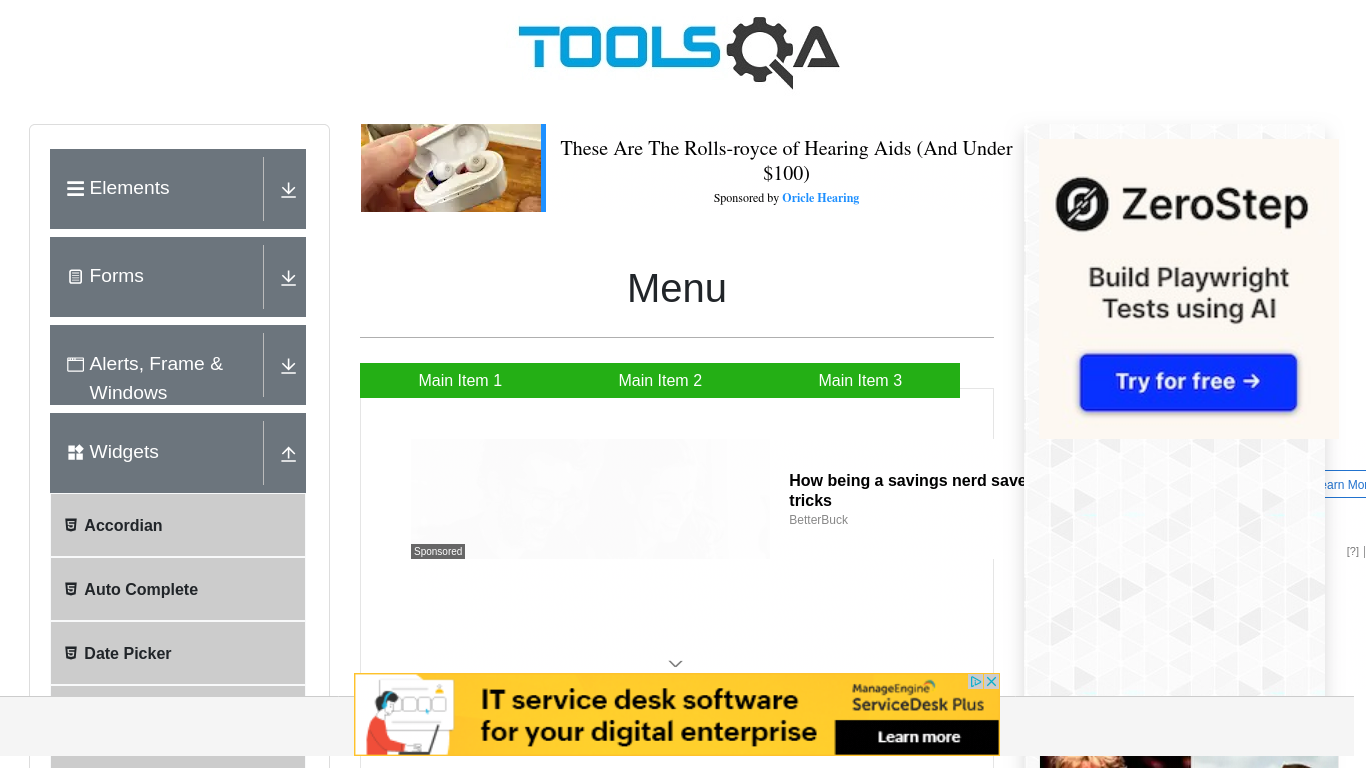 TOOLSQA
Elements
Forms
Alerts, Frame &
Windows
Widgets
Accordian
Auto Complete
Date Picker
These Are The Rolls-royce of Hearing Aids (And Under
$100)
Sponsored by Oricle Hearing
Menu
Main Item 1
Main Item 2
Main Item 3
How being a savings nerd save
tricks
BetterBuck
Sponsored
earn Mor
[?]
ZeroStep
Build Playwright
Tests using AI
Try for free →
IT service desk software
for your digital enterprise
ManageEngine
ServiceDesk Plus
Learn more